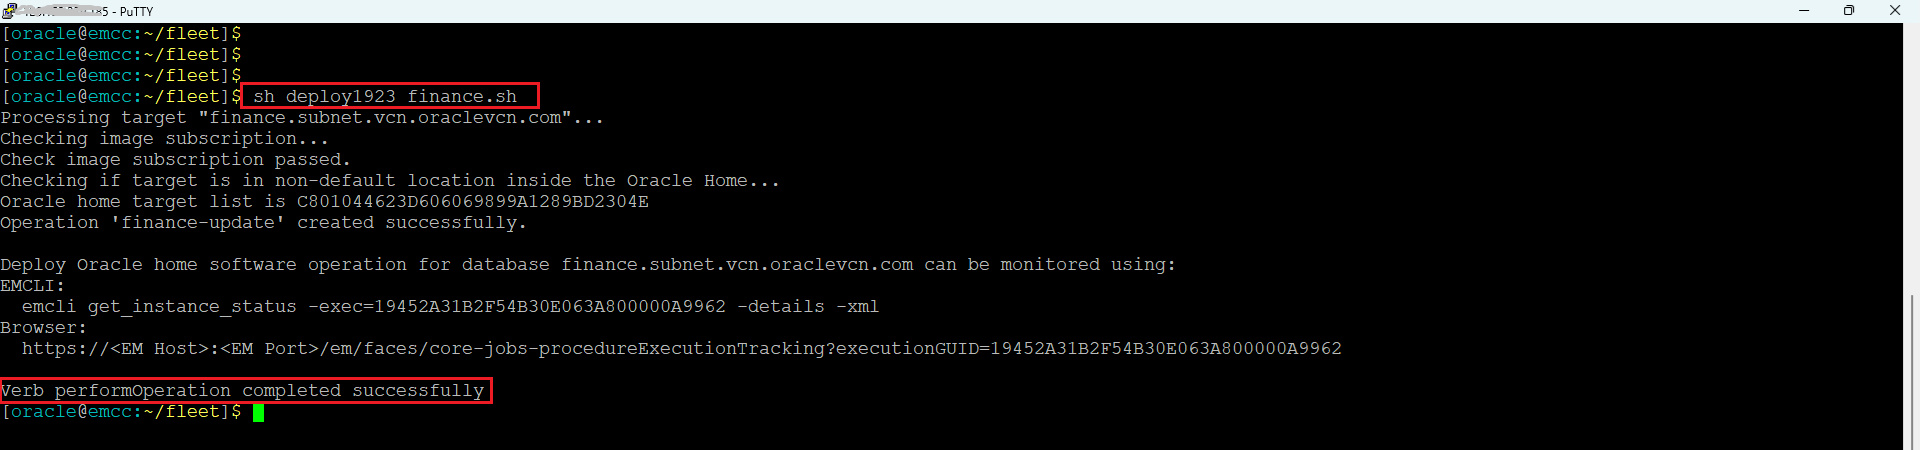 85 - PuTTY
[oracle@emcc:~/fleet]$
[oracle@emcc:~/fleet]$
[oracle@emcc:~/fleet]$
[oracle@emcc:~/fleet]$ sh deploy1923 finance.sh
Processing target "finance.subnet.vcn.oraclevcn.com"...
Checking image subscription...
Check image subscription passed.
Checking if target is in non-default location inside the Oracle Home...
Oracle home target list is C801044623D606069899A1289BD2304E
Operation 'finance-update' created successfully.
Deploy Oracle home software operation for database finance.subnet.vcn.oraclevcn.com can be monitored using:
EMCLI:
emcli get_instance_status -exec=19452A31B2F54B30E063A800000A9962 -details -xml
Browser:
https://<EM Host>:<EM Port>/em/faces/core-jobs-procedureExecutionTracking?executionGUID=19452A31B2F54B30E063A800000A9962
Verb performOperation completed successfully
[oracle@emcc:~/fleet]$